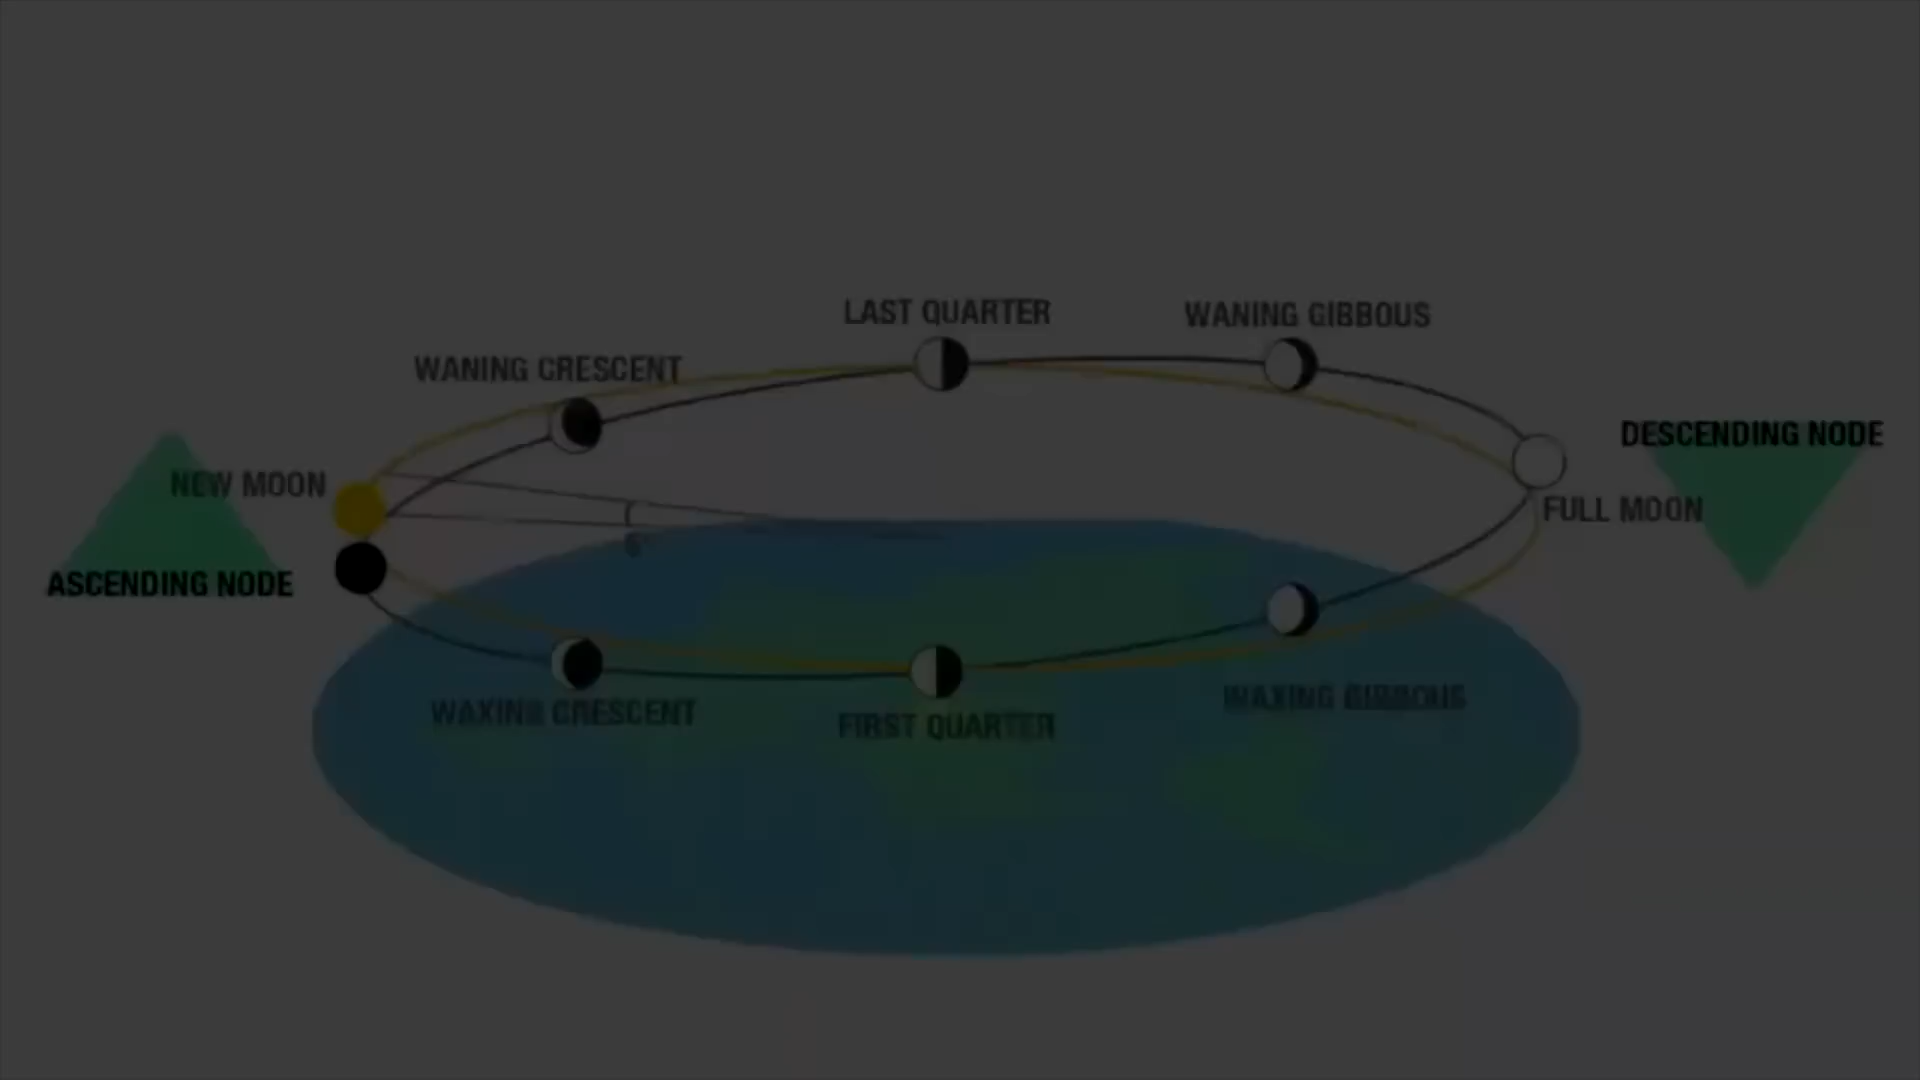 LAST QUARTER
WANING GIBBOUS
WANING CRESCENT
DESCENDING NODE
NEW MOON
FULL MOON
ASCENDING NODE
WAXING CRESCENT
FIRST QUARTER
WAXING GIBBOUS